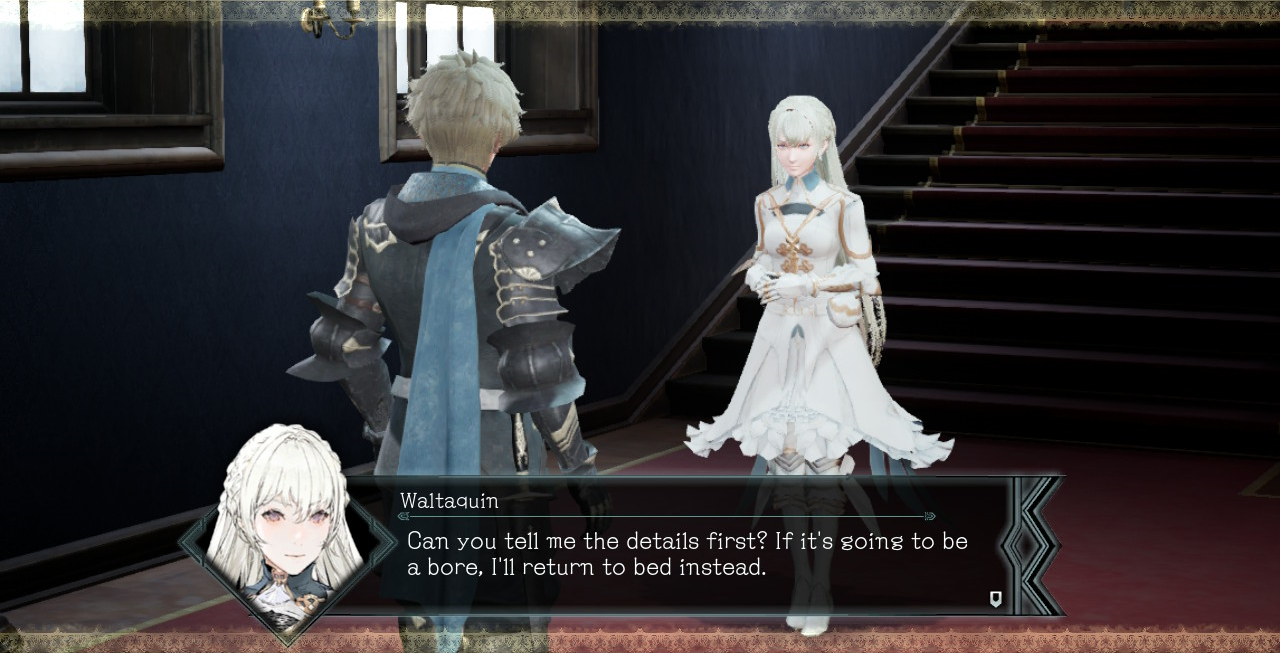 Waltaquin
Can you tell me the details first? If it's going to be
a bore, I'll return to bed instead.